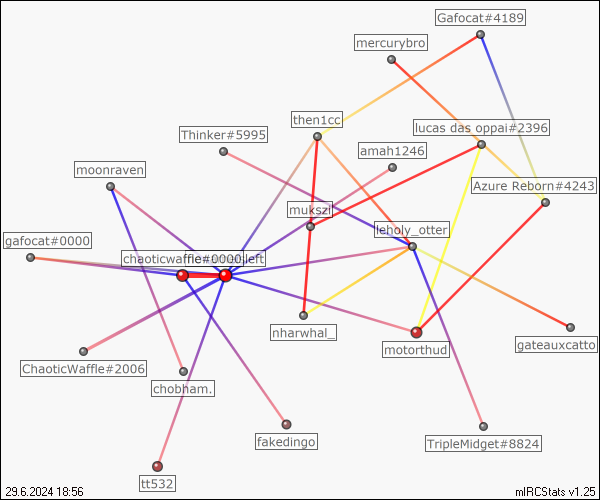 Gafocat#4189
mercurybro
then1cc
lucas das oppai#2396
Thinker#5995
amah1246
moonraven
Azure Reborn#4243
mukszil
leholy_otter
gafocat#0000
chaoticwaffle#0000
left
nharwhal_
motorthud
gateauxcatto
ChaoticWaffle#2006
chobham.
fakedingo
TripleMidget#8824
tt532
29.6.2024 18:56
mIRCStats v1.25